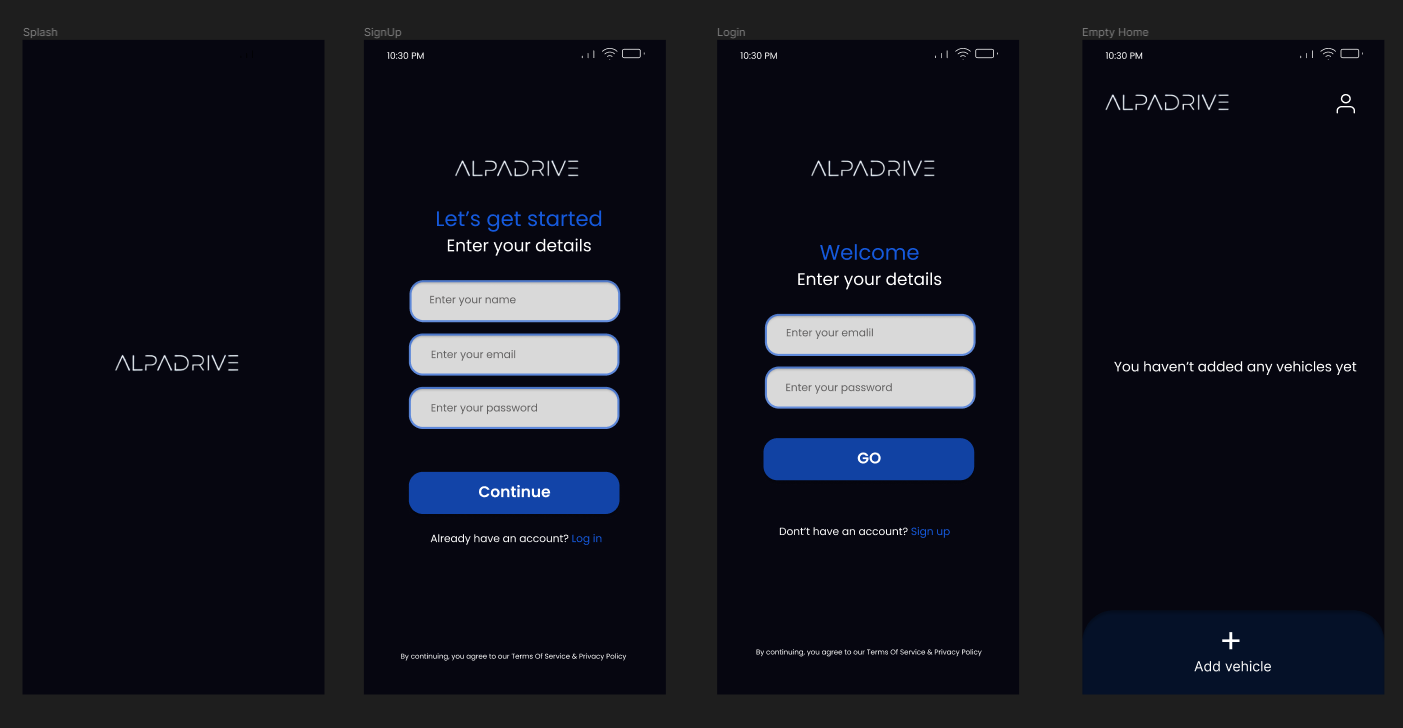 Splash
ALPADRIVE
SignUp
10:30 PM
ALPADRIVE
Let’s get started
Enter your details
Enter your name
Enter your email
Enter your password
Continue
Already have an account? Log in
By continuing, you agree to our Terms Of Service & Privacy Policy
Login
10:30 PM
ALPADRIVE
Welcome
Enter your details
Enter your emalil
Enter your password
GO
Dont’t have an account? Sign up
By continuing, you agree to our Terms Of Service & Privacy Policy
Empty Home
10:30 PM
ALPADRIVE
You haven’t added any vehicles yet
+
Add vehicle